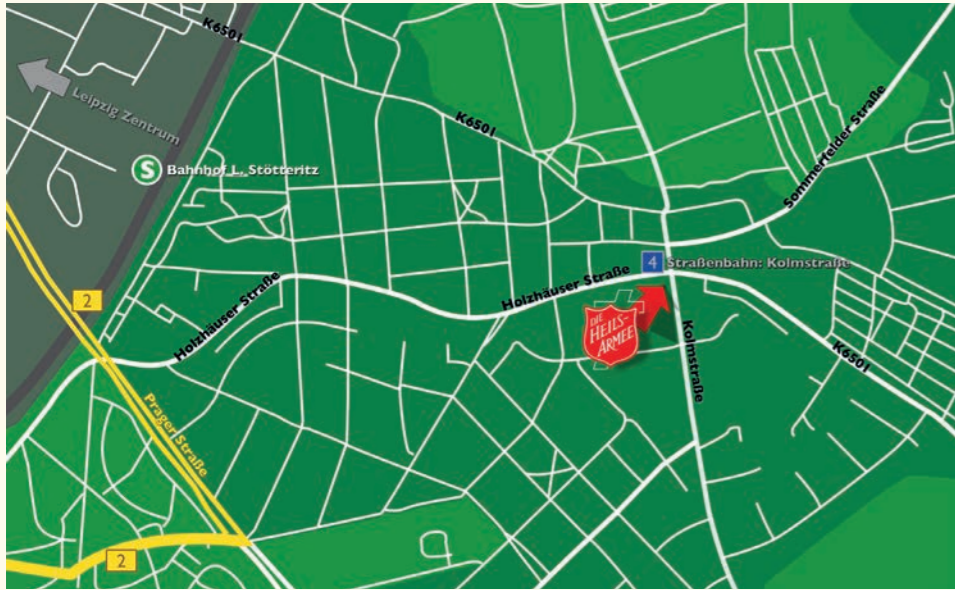 K6501
Leipzig Zentrum
K6501
Sommerfelder Straße
S
Bahnhof L. Stötteritz
4
Straßenbahn: Kolmstraße
Holzhäuser Straße
Holzhäuser Straße
2
DIE
HEILS-
ARMEE
Kolmstraße
K6501
Prager Straße
2